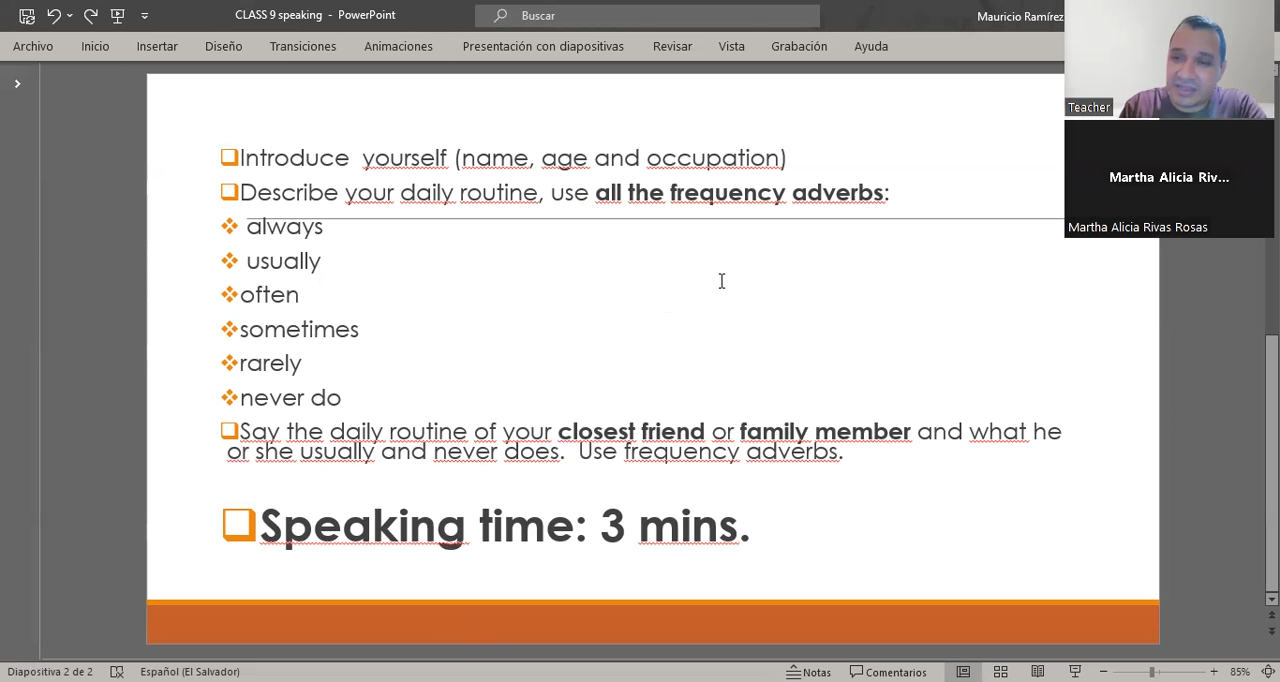 CLASS 9 speaking - PowerPoint
Buscar
Mauricio Ramírez
Archivo Inicio Insertar Diseño Transiciones Animaciones Presentación con diapositivas Revisar Vista Grabación Ayuda
Teacher
Martha Alicia Riv...
Martha Alicia Rivas Rosas
Introduce yourself (name, age and occupation)
Describe your daily routine, use all the frequency adverbs:
always
usually
often
sometimes
rarely
never do
Say the daily routine of your closest friend or family member and what he
or she usually and never does. Use frequency adverbs.
Speaking time: 3 mins.
Diapositiva 2 de 2 Español (El Salvador) Notas Comentarios 85%